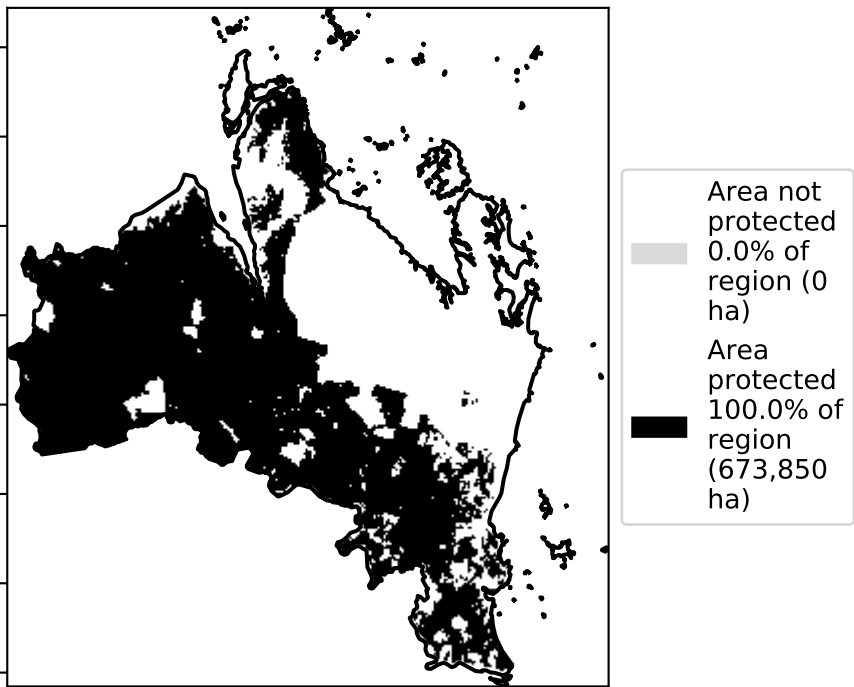 Area not
protected
0.0% of
region (0
ha)
Area
protected
100.0% of
region
(673,850
ha)